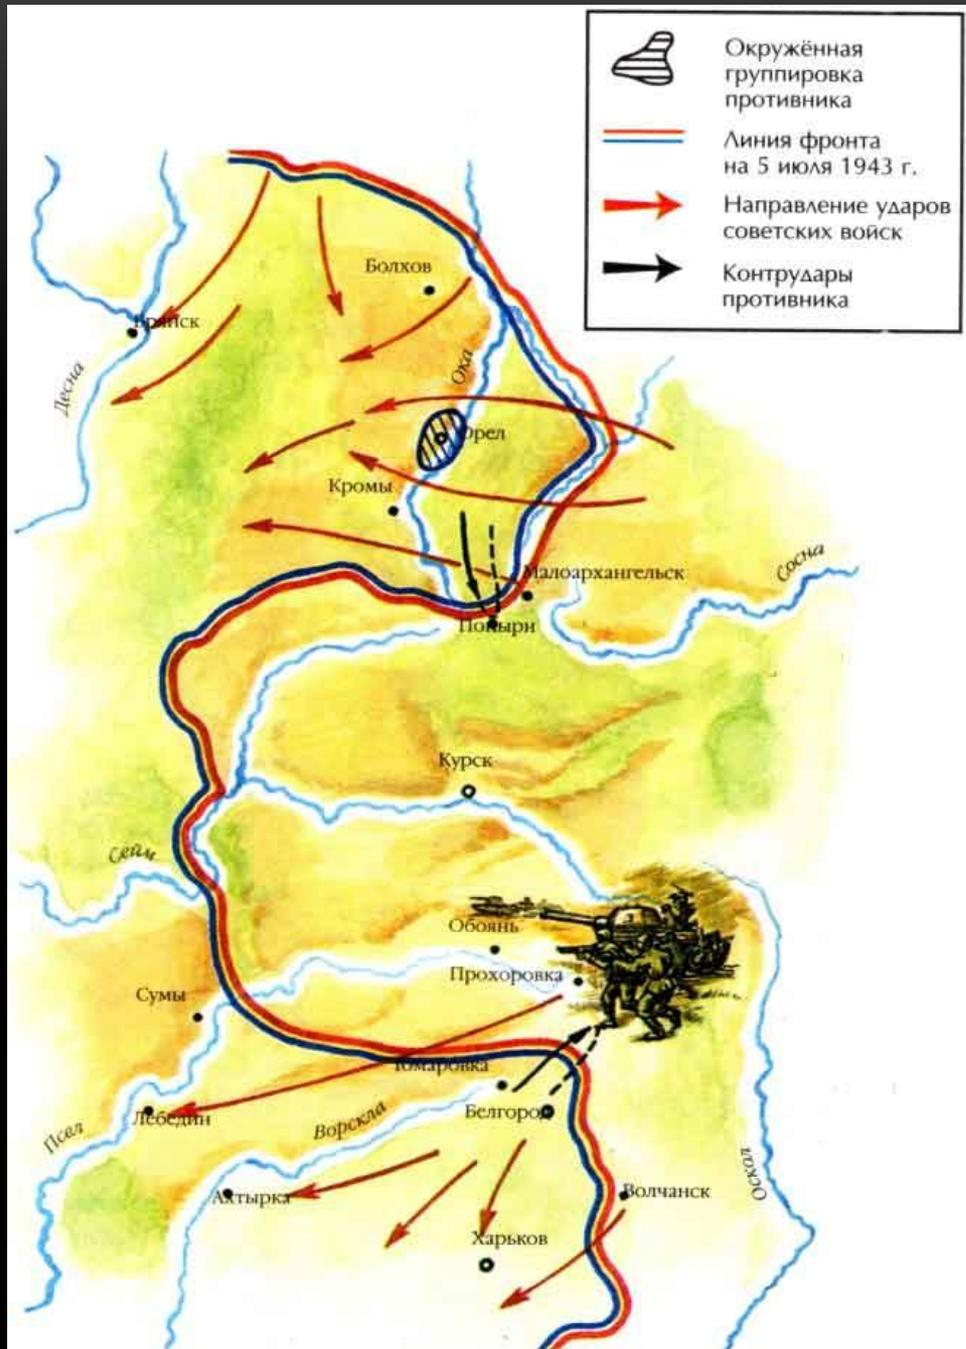 Окружённая
группировка
противника
Линия фронта
на 5 июля 1943 г.
Направление ударов
советских войск
Контрудары
противника
Болхов
Брянск
Десна
Ока
Орел
Кромы
Малоархангельск
Сосна
Поныри
Курск
Сейм
Обоянь
Прохоровка
Сумы
Томаровка
Белгород
Лебедин
Ворскла
Псел
Ахтырка
Волчанск
Оскол
Харьков